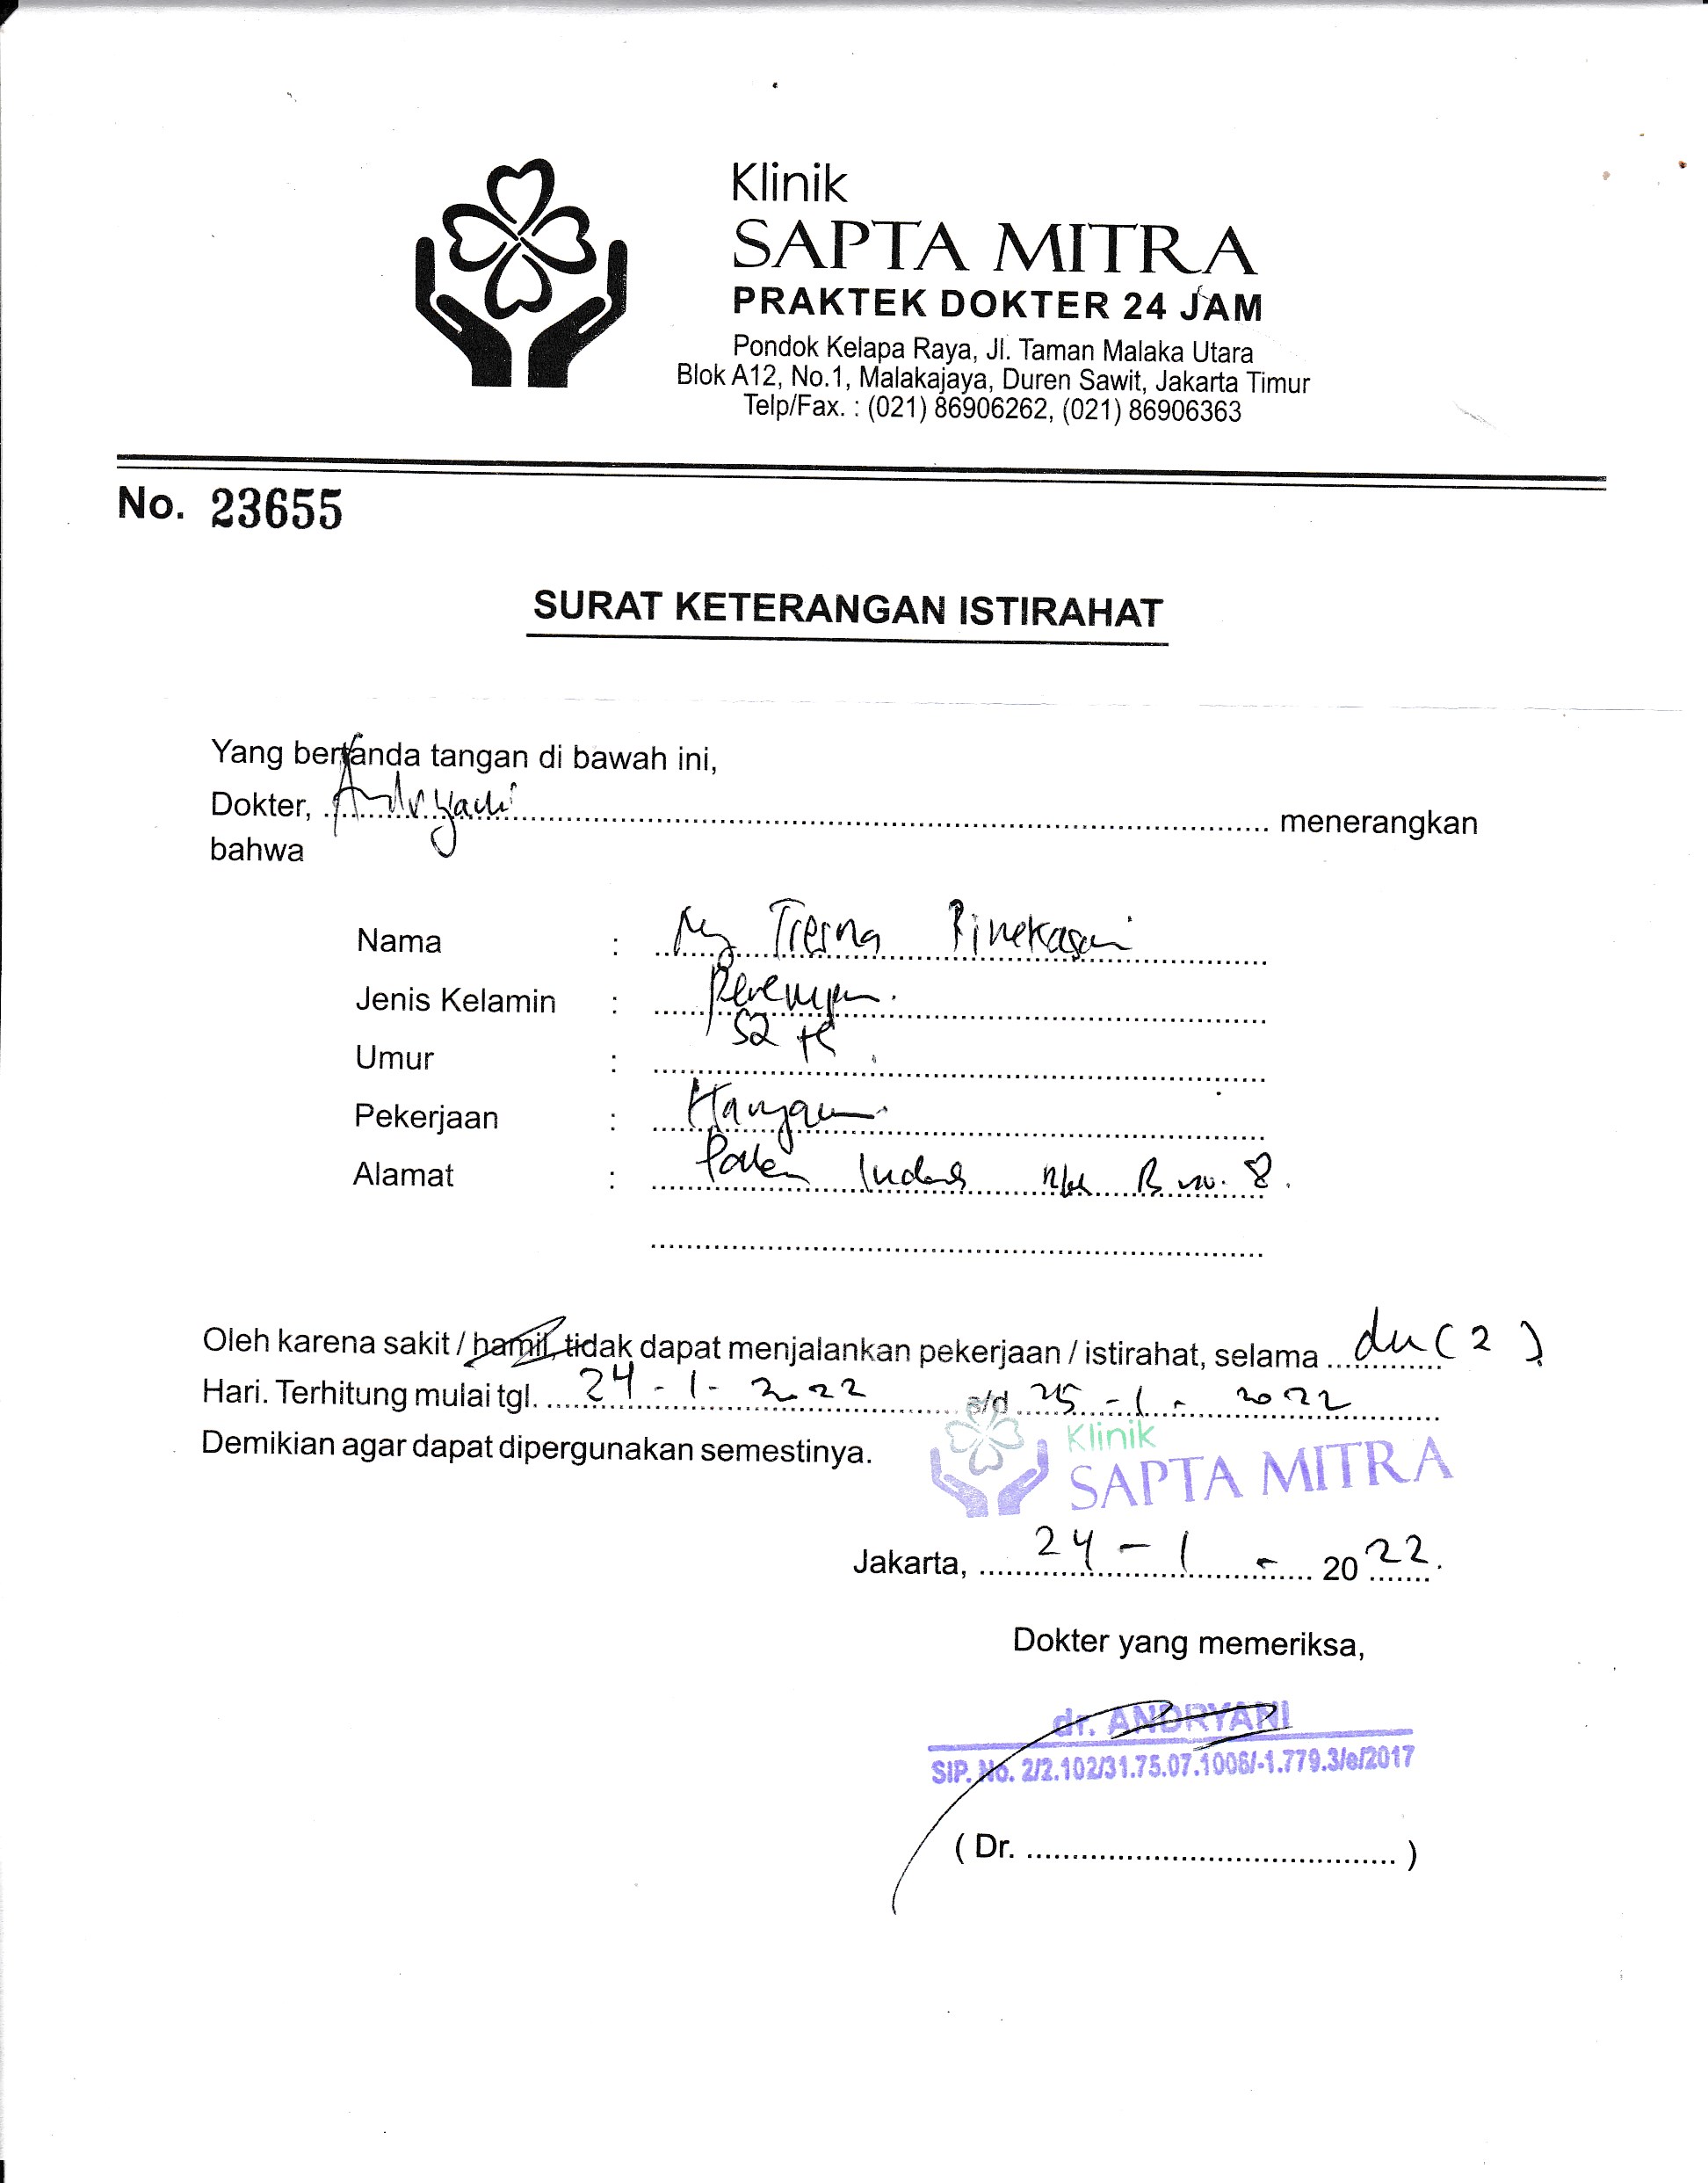 Klinik
SAPTA MITRA
PRAKTEK DOKTER 24 JAM
Pondok Kelapa Raya, Jl. Taman Malaka Utara
Blok A12, No.1, Malakajaya, Duren Sawit, Jakarta Timur
Telp/Fax. : (021) 86906262, (021) 86906363
No. 23655
SURAT KETERANGAN ISTIRAHAT
Yang bertanda tangan di bawah ini,
Dokter, Andryani menerangkan
bahwa
Nama : Ny Tresna Pinekasari
Jenis Kelamin : Perempuan.
Umur : 52 th
Pekerjaan :
Alamat : Indah Blok B no. 8.
Oleh karena sakit / hamil, tidak dapat menjalankan pekerjaan / istirahat, selama dua (2)
Hari. Terhitung mulai tgl. 24 - 1 - 2022 s/d 25 - 1 - 2022
Demikian agar dapat dipergunakan semestinya.
Klinik
SAPTA MITRA
Jakarta, 24 - 1 - 2022.
Dokter yang memeriksa,
dr. ANDRYANI
SIP. No. 2/2.102/31.75.07.1006/-1.779.3/e/2017
( Dr. .......................................... )